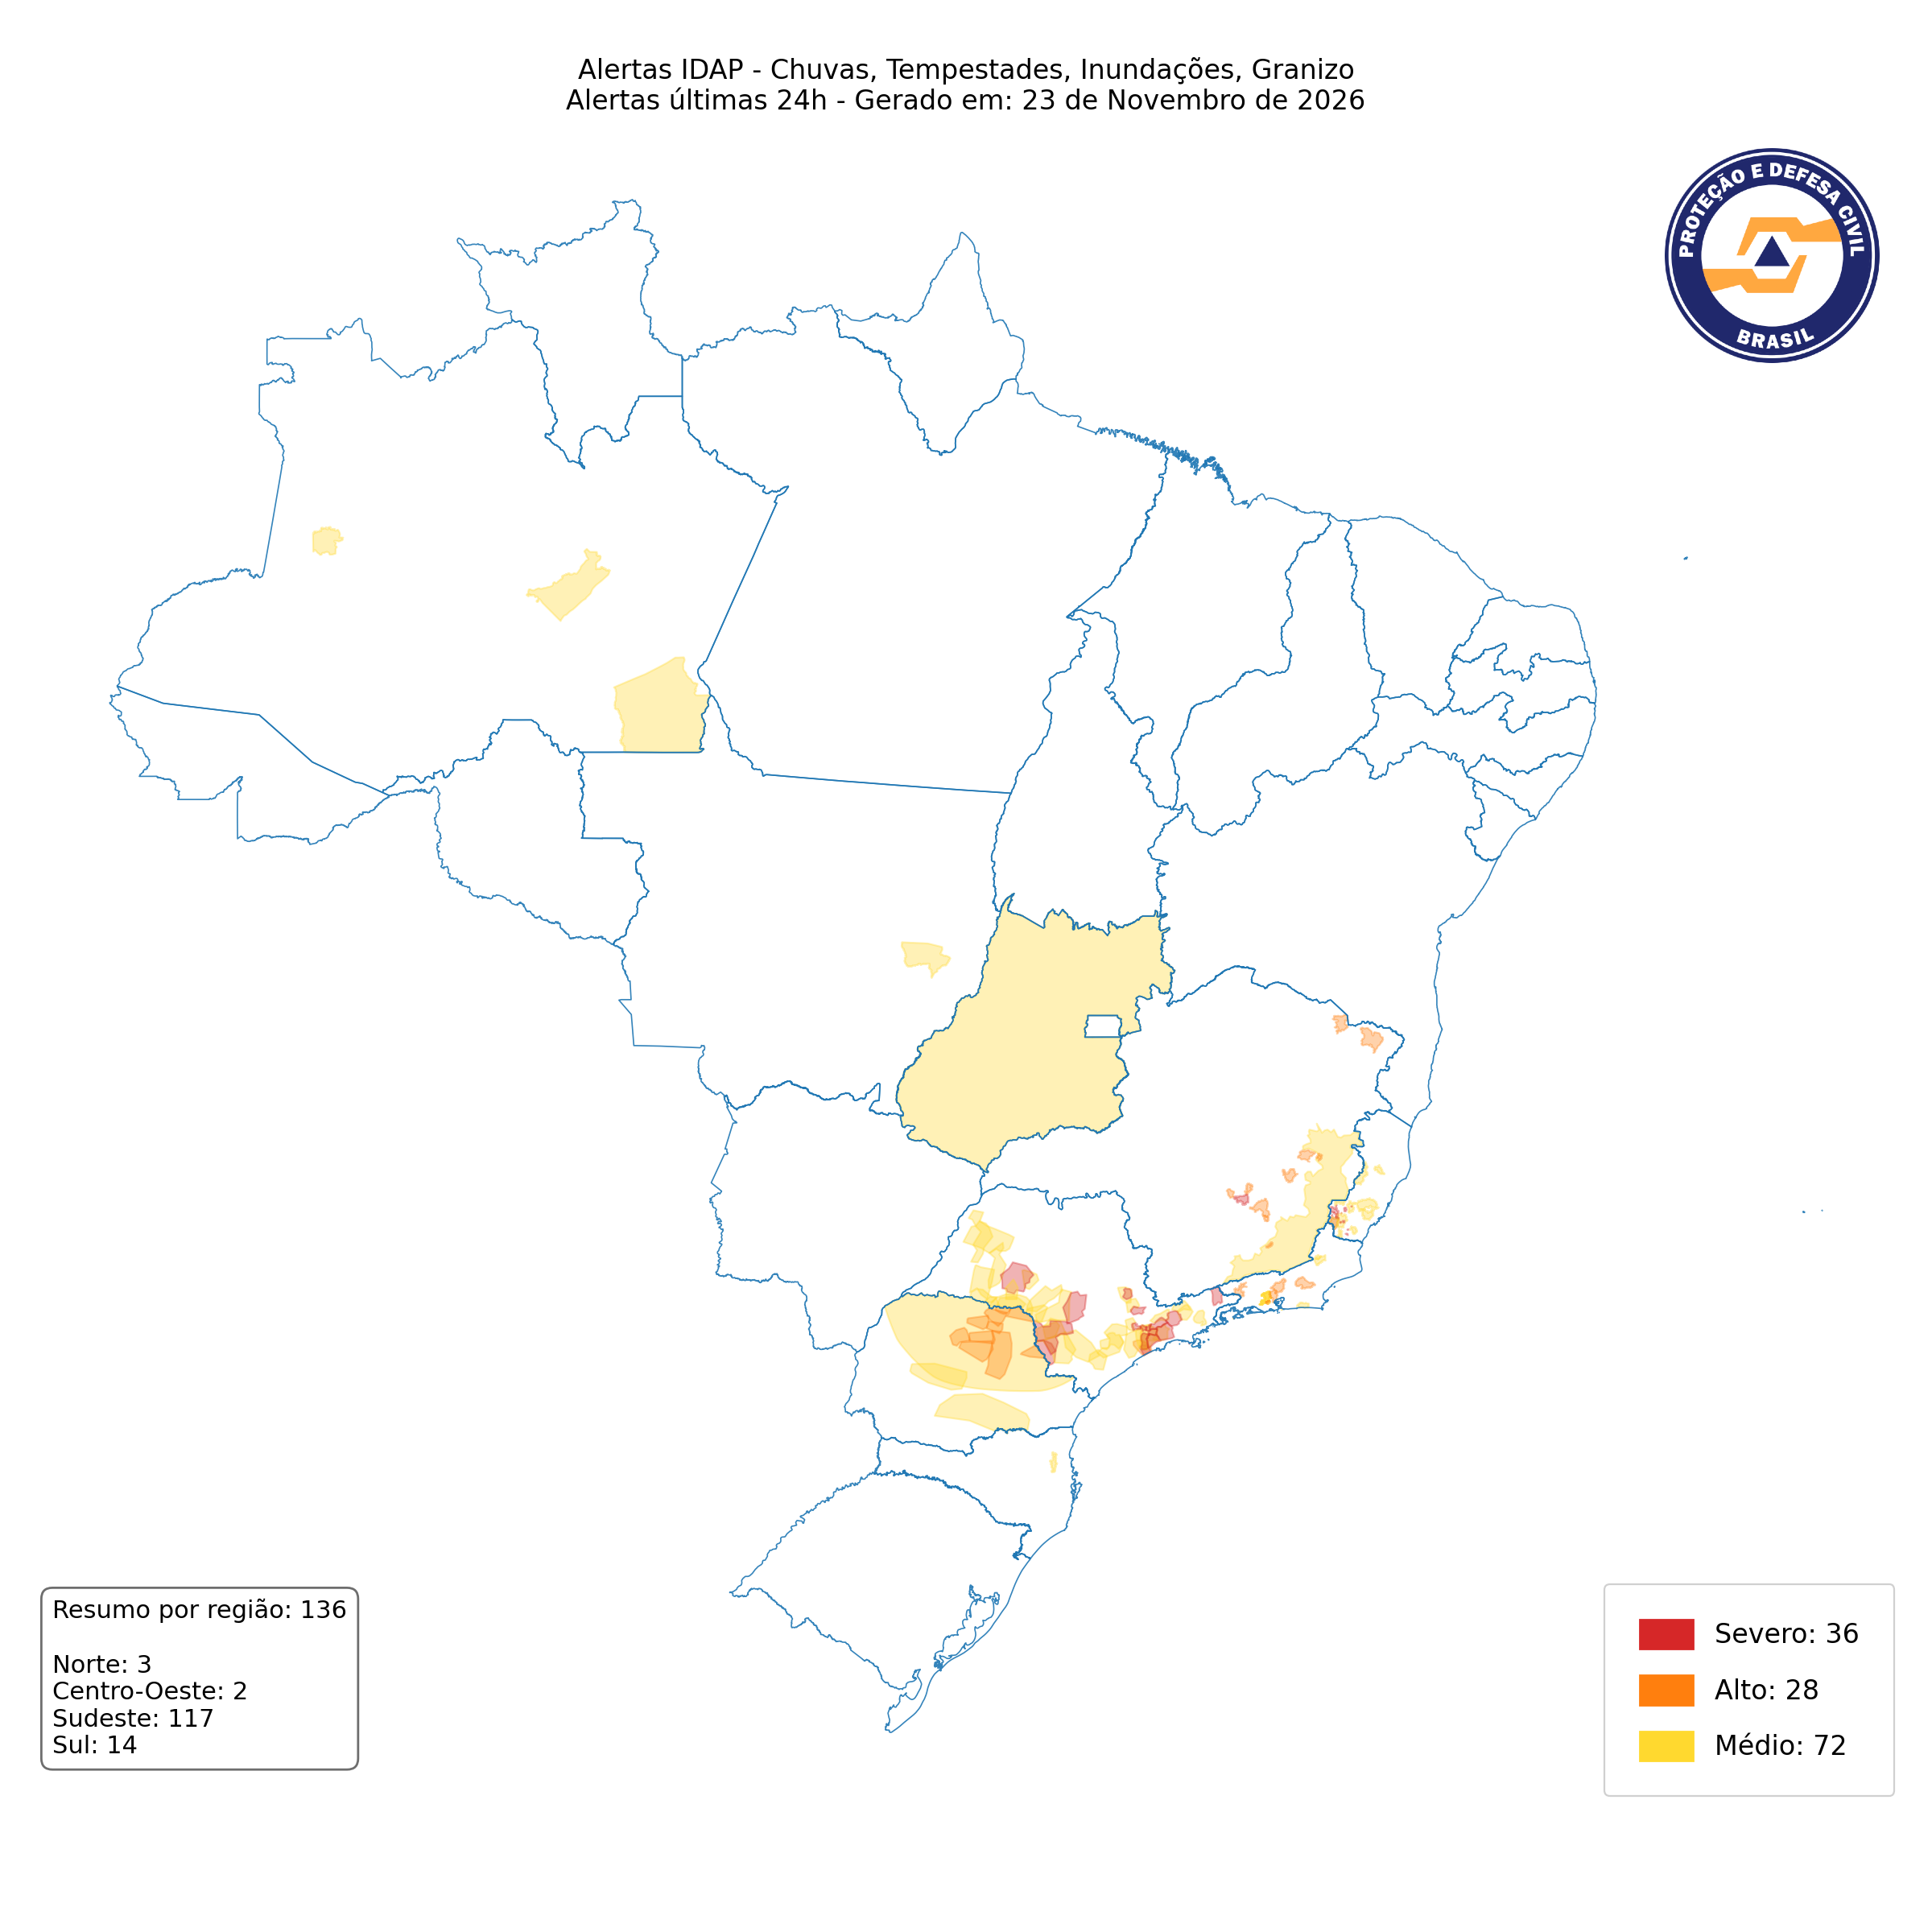 Alertas IDAP - Chuvas, Tempestades, Inundações, Granizo
Alertas últimas 24h - Gerado em: 23 de Novembro de 2026
PROTEÇÃO E DEFESA CIVIL
BRASIL
Resumo por região: 136
Norte: 3
Centro-Oeste: 2
Sudeste: 117
Sul: 14
Severo: 36
Alto: 28
Médio: 72